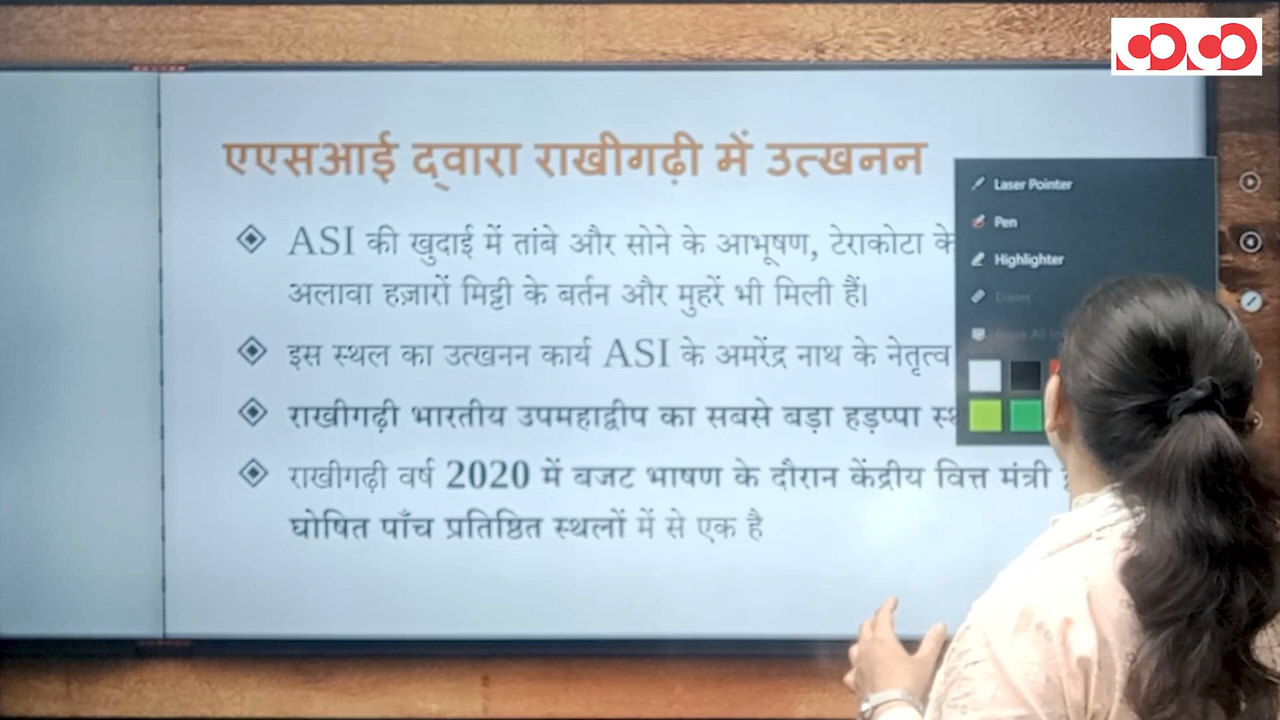 एएसआई द्वारा राखीगढ़ी में उत्खनन
ASI की खुदाई में तांबे और सोने के आभूषण, टेराकोटा के
अलावा हज़ारों मिट्टी के बर्तन और मुहरें भी मिली हैं।
इस स्थल का उत्खनन कार्य ASI के अमरेंद्र नाथ के नेतृत्व
राखीगढ़ी भारतीय उपमहाद्वीप का सबसे बड़ा हड़प्पा
राखीगढ़ी वर्ष 2020 में बजट भाषण के दौरान केंद्रीय वित्त मंत्री
घोषित पाँच प्रतिष्ठित स्थलों में से एक है
Laser Pointer
Pen
Highlighter
Eraser